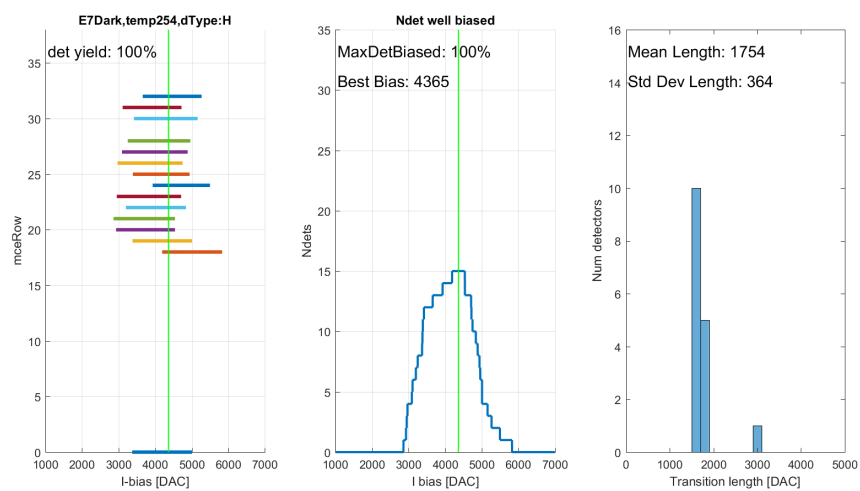 E7Dark,temp254,dType:H
det yield: 100%
mceRow
35
30
25
20
15
10
5
0
1000 2000 3000 4000 5000 6000 7000
I-bias [DAC]
Ndet well biased
MaxDetBiased: 100%
Best Bias: 4365
Ndets
35
30
25
20
15
10
5
0
1000 2000 3000 4000 5000 6000 7000
I bias [DAC]
Mean Length: 1754
Std Dev Length: 364
Num detectors
16
14
12
10
8
6
4
2
0
0 1000 2000 3000 4000 5000
Transition length [DAC]